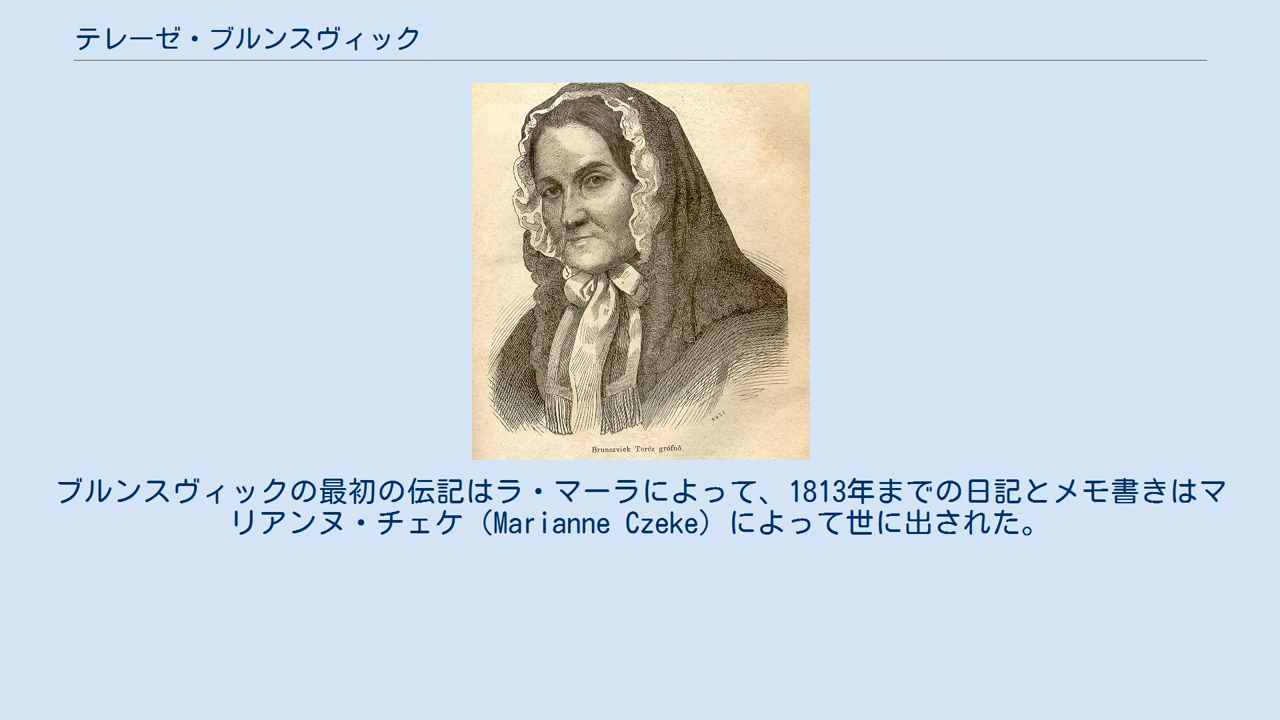 テレーゼ・ブルンスヴィック
Brunszvick Teréz grófnő.
ブルンスヴィックの最初の伝記はラ・マーラによって、1813年までの日記とメモ書きはマ
リアンヌ・チェケ（Marianne Czeke）によって世に出された。